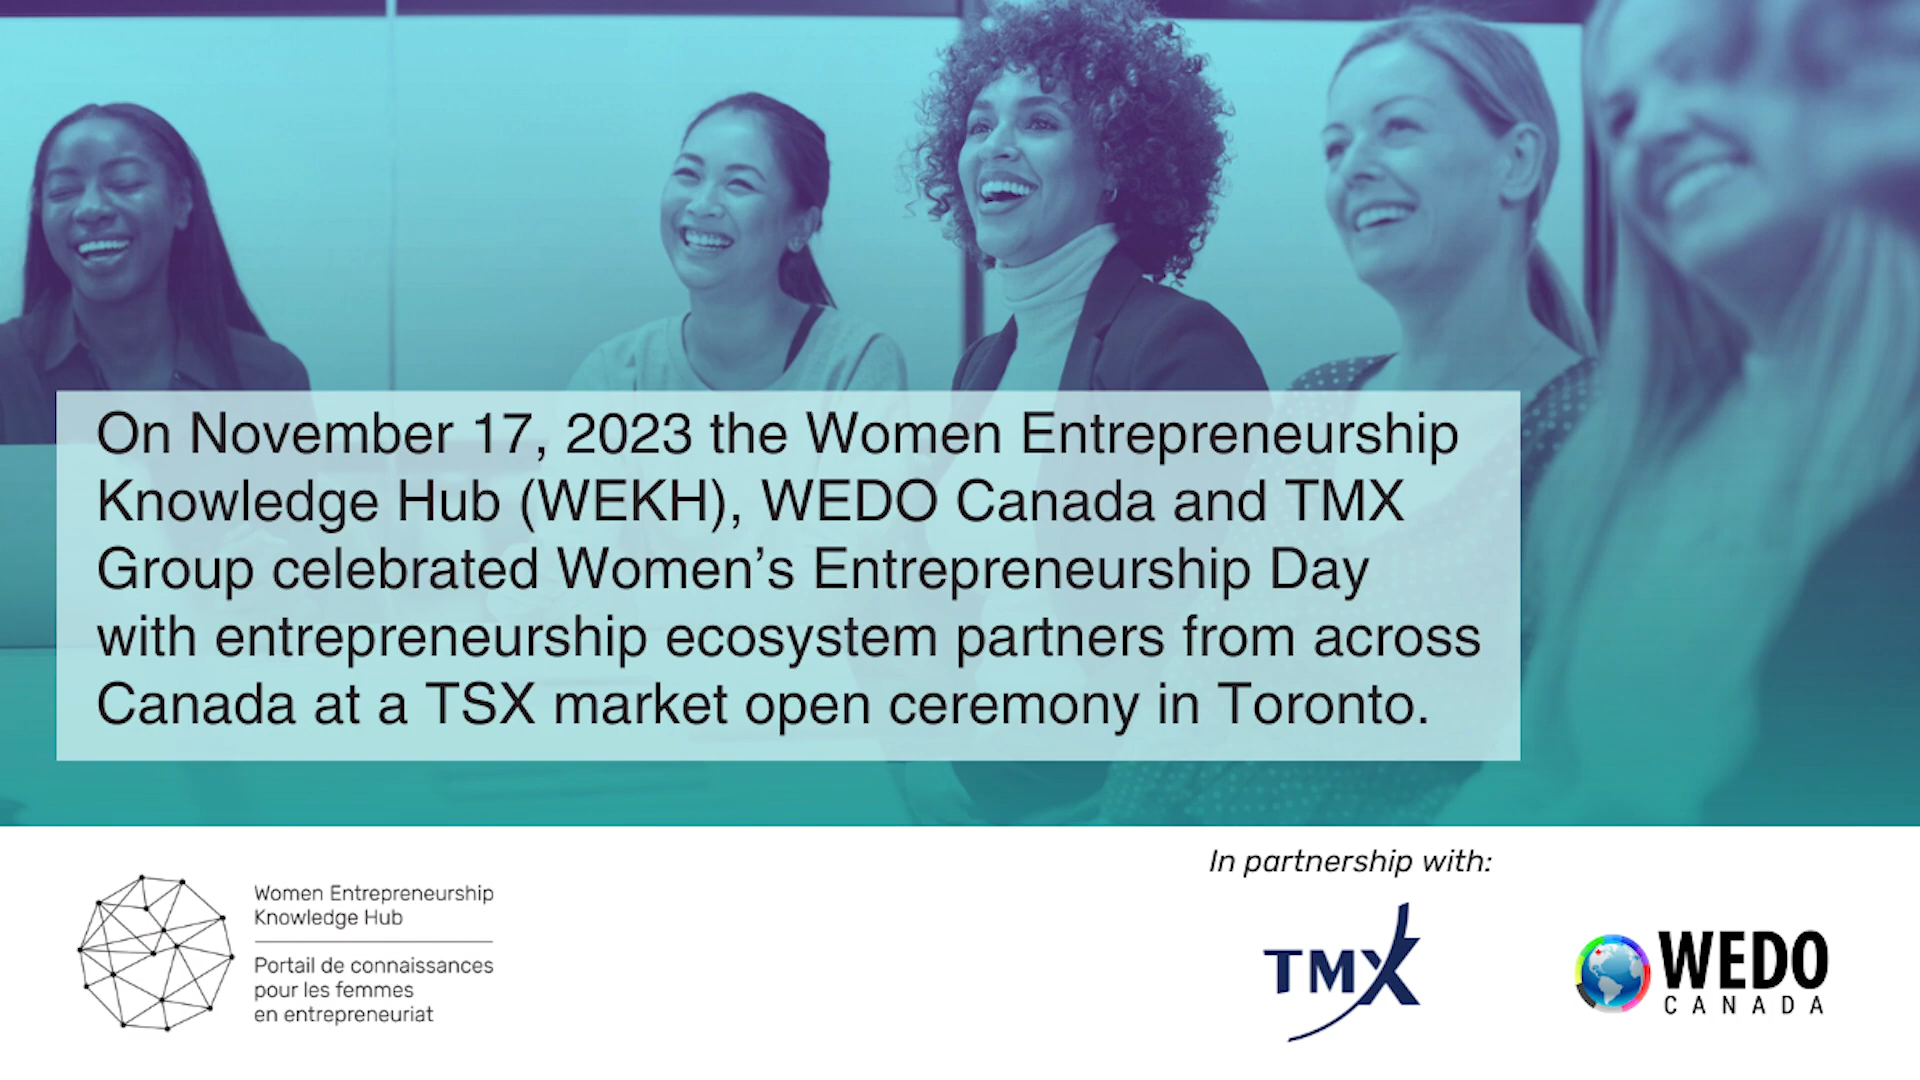 On November 17, 2023 the Women Entrepreneurship
Knowledge Hub (WEKH), WEDO Canada and TMX
Group celebrated Women’s Entrepreneurship Day
with entrepreneurship ecosystem partners from across
Canada at a TSX market open ceremony in Toronto.
Women Entrepreneurship
Knowledge Hub
Portail de connaissances
pour les femmes
en entrepreneuriat
In partnership with:
TMX
WEDO
CANADA